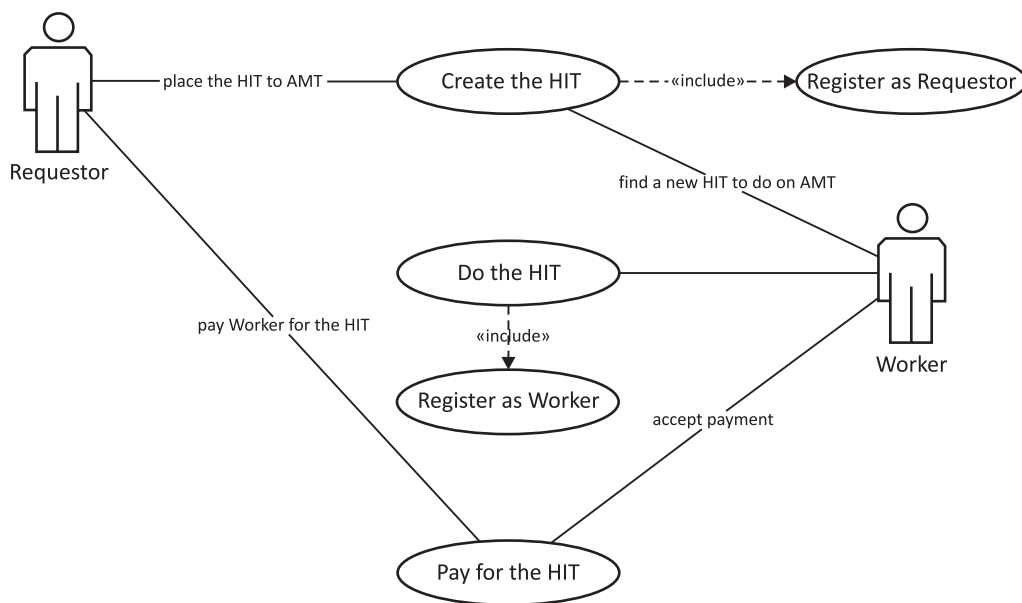 place the HIT to AMT
Create the HIT
«include»
Register as Requestor
Requestor
find a new HIT to do on AMT
Do the HIT
pay Worker for the HIT
«include»
Worker
Register as Worker
accept payment
Pay for the HIT